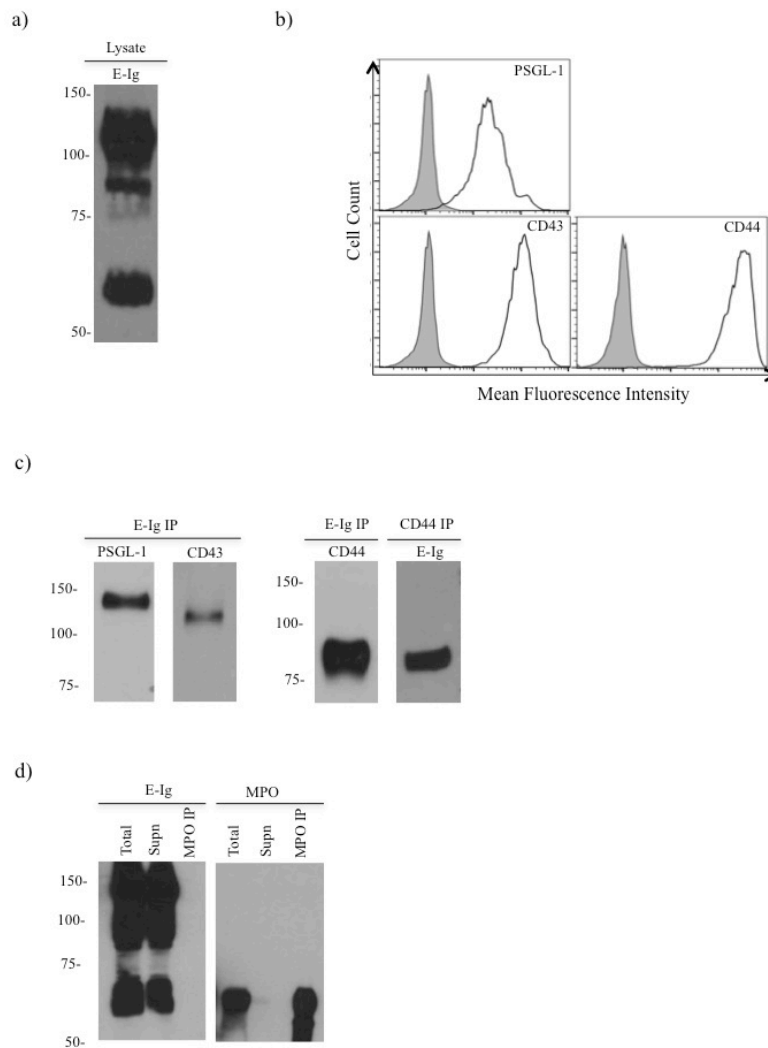 a)
Lysate
E-Ig
150-
100-
75-
50-
b)
PSGL-1
CD43
CD44
Cell Count
Mean Fluorescence Intensity
c)
E-Ig IP
PSGL-1
CD43
150-
100-
75-
E-Ig IP
CD44
CD44 IP
E-Ig
150-
100-
75-
d)
E-Ig
MPO
Total
Supn
MPO IP
Total
Supn
MPO IP
150-
100-
75-
50-